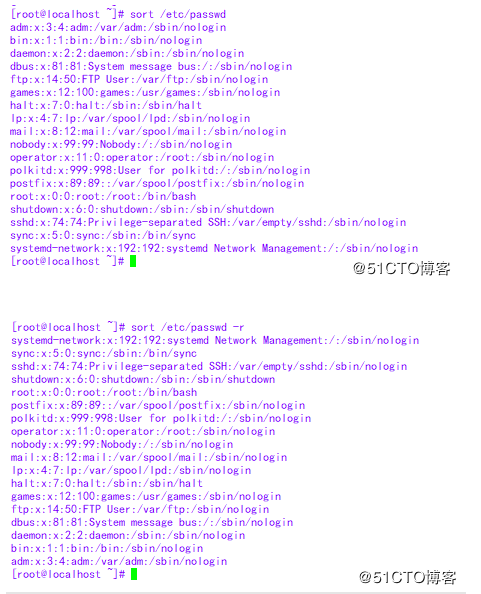 [root@localhost ~]# sort /etc/passwd
adm:x:3:4:adm:/var/adm:/sbin/nologin
bin:x:1:1:bin:/bin:/sbin/nologin
daemon:x:2:2:daemon:/sbin:/sbin/nologin
dbus:x:81:81:System message bus:/:/sbin/nologin
ftp:x:14:50:FTP User:/var/ftp:/sbin/nologin
games:x:12:100:games:/usr/games:/sbin/nologin
halt:x:7:0:halt:/sbin:/sbin/halt
lp:x:4:7:lp:/var/spool/lpd:/sbin/nologin
mail:x:8:12:mail:/var/spool/mail:/sbin/nologin
nobody:x:99:99:Nobody:/:/sbin/nologin
operator:x:11:0:operator:/root:/sbin/nologin
polkitd:x:999:998:User for polkitd:/:/sbin/nologin
postfix:x:89:89::/var/spool/postfix:/sbin/nologin
root:x:0:0:root:/root:/bin/bash
shutdown:x:6:0:shutdown:/sbin:/sbin/shutdown
sshd:x:74:74:Privilege-separated SSH:/var/empty/sshd:/sbin/nologin
sync:x:5:0:sync:/sbin:/bin/sync
systemd-network:x:192:192:systemd Network Management:/:/sbin/nologin
[root@localhost ~]#
@51CTO博客
[root@localhost ~]# sort /etc/passwd -r
systemd-network:x:192:192:systemd Network Management:/:/sbin/nologin
sync:x:5:0:sync:/sbin:/bin/sync
sshd:x:74:74:Privilege-separated SSH:/var/empty/sshd:/sbin/nologin
shutdown:x:6:0:shutdown:/sbin:/sbin/shutdown
root:x:0:0:root:/root:/bin/bash
postfix:x:89:89::/var/spool/postfix:/sbin/nologin
polkitd:x:999:998:User for polkitd:/:/sbin/nologin
operator:x:11:0:operator:/root:/sbin/nologin
nobody:x:99:99:Nobody:/:/sbin/nologin
mail:x:8:12:mail:/var/spool/mail:/sbin/nologin
lp:x:4:7:lp:/var/spool/lpd:/sbin/nologin
halt:x:7:0:halt:/sbin:/sbin/halt
games:x:12:100:games:/usr/games:/sbin/nologin
ftp:x:14:50:FTP User:/var/ftp:/sbin/nologin
dbus:x:81:81:System message bus:/:/sbin/nologin
daemon:x:2:2:daemon:/sbin:/sbin/nologin
bin:x:1:1:bin:/bin:/sbin/nologin
adm:x:3:4:adm:/var/adm:/sbin/nologin
[root@localhost ~]#
@51CTO博客